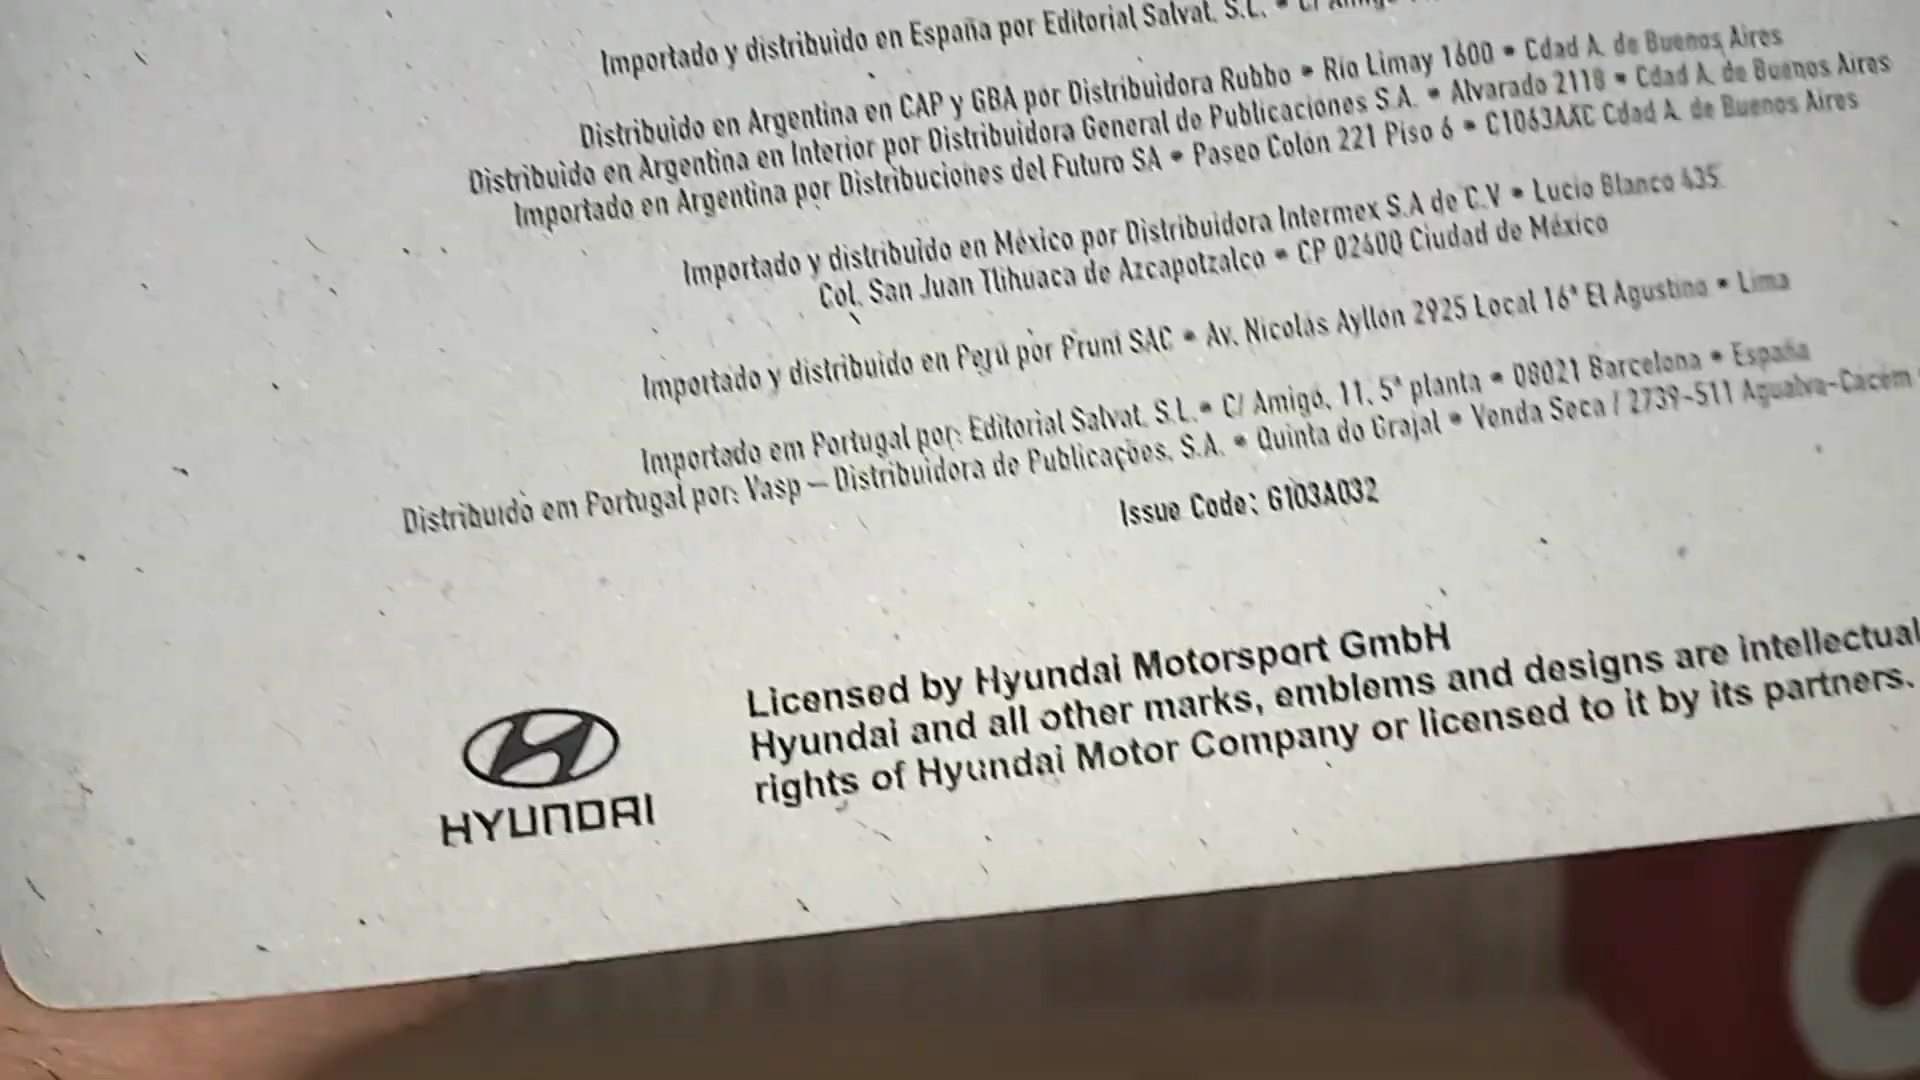 Importado y distribuido en España por Editorial Salval, S.L. • C/ Amigó
Distribuido en Argentina en CAP y GBA por Distribuidora Rubbo • Río Limay 1600 • Cdad A. de Buenos Aires
Distribuido en Argentina en Interior por Distribuidora General de Publicaciones S.A. • Alvarado 2118 • Cdad A. de Buenos Aires
Importado en Argentina por Distribuciones del Futuro SA • Paseo Colón 221 Piso 6 • C1063AAC Cdad A. de Buenos Aires
Importado y distribuido en México por Distribuidora Intermex S.A de C.V • Lucio Blanco 435
Col. San Juan Tlihuaca de Azcapotzalco • CP 02400 Ciudad de México
Importado y distribuido en Perú por Pruni SAC • Av. Nicolás Ayllón 2925 Local 16ª El Agustino • Lima
Importado em Portugal por: Editorial Salvat, S.L. • C/ Amigó, 11, 5ª planta • 08021 Barcelona • España
Distribuido em Portugal por: Vasp – Distribuidora de Publicações, S.A. • Quinta do Grajal • Venda Seca / 2739-511 Agualva-Cacém
Issue Code: G103A032
Licensed by Hyundai Motorsport GmbH
Hyundai and all other marks, emblems and designs are intellectual
rights of Hyundai Motor Company or licensed to it by its partners.
HYUNDAI